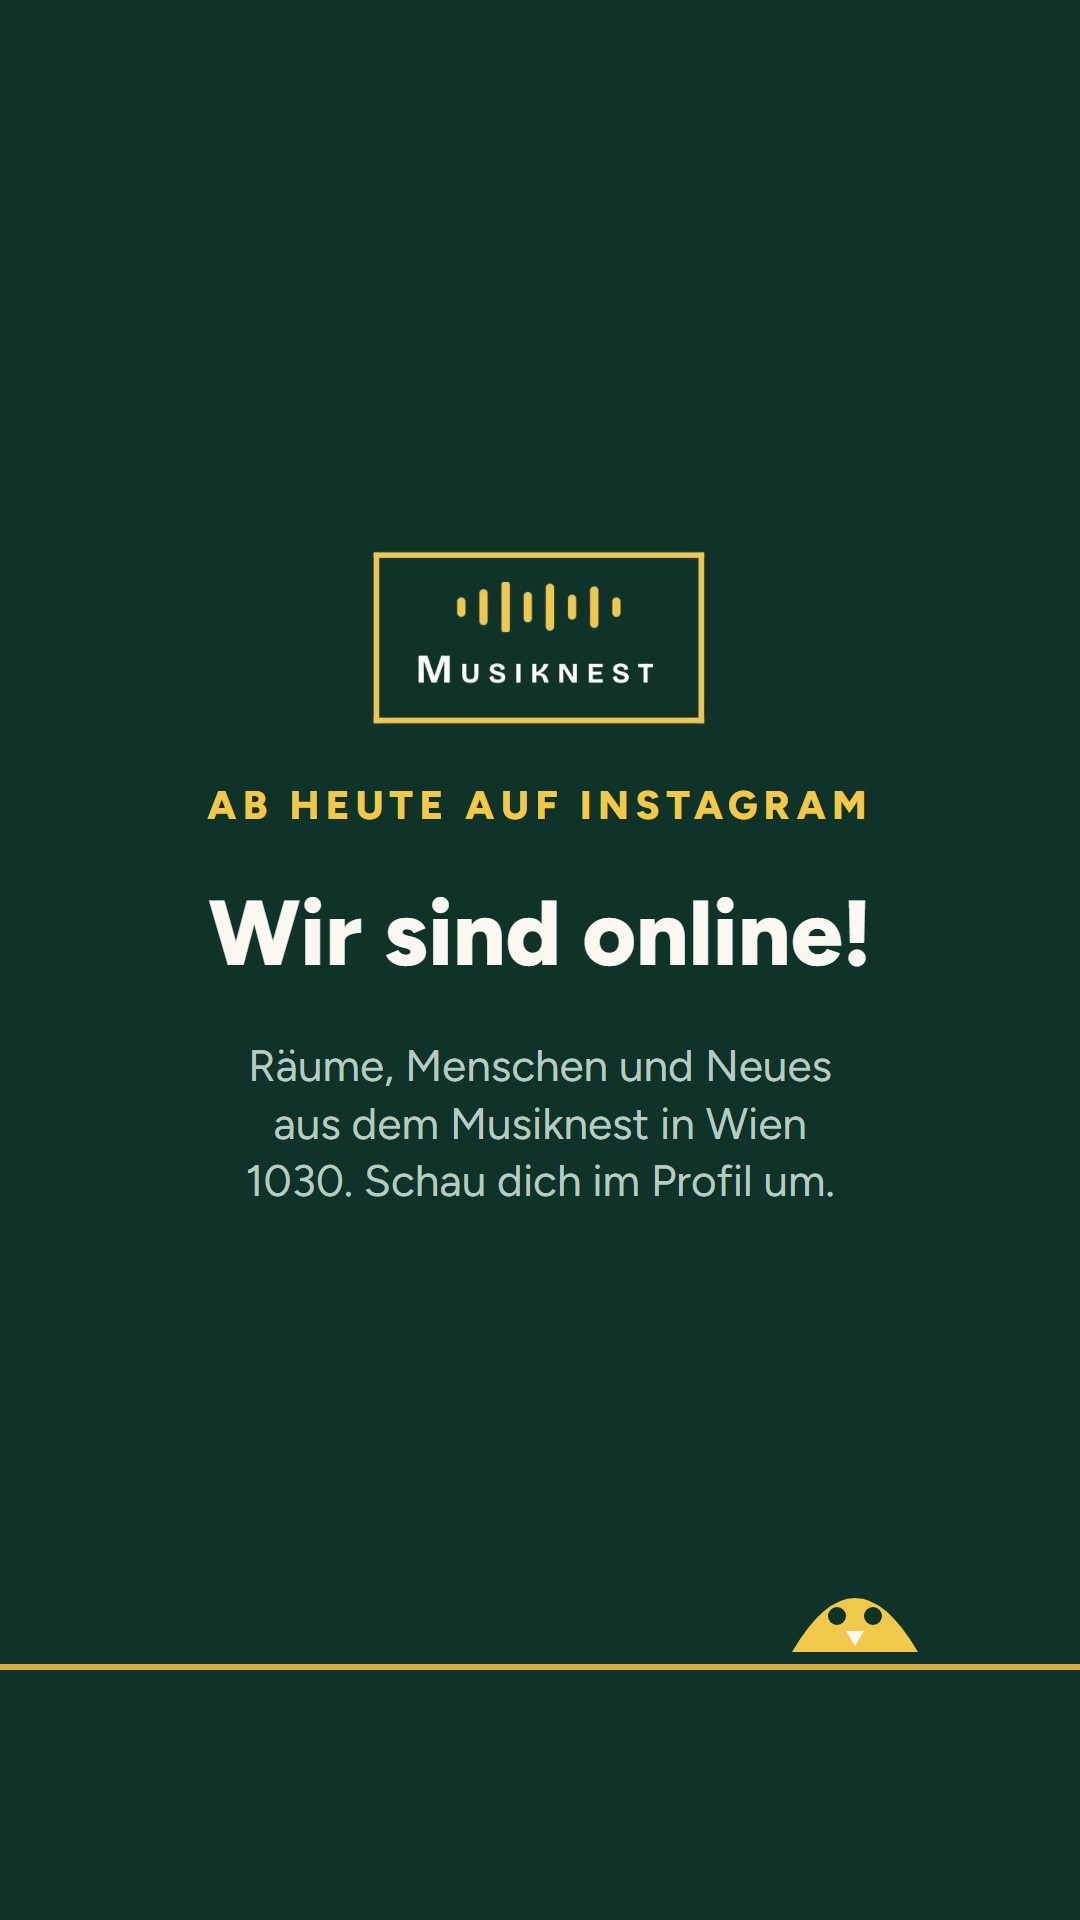 Musiknest
AB HEUTE AUF INSTAGRAM
Wir sind online!
Räume, Menschen und Neues
aus dem Musiknest in Wien
1030. Schau dich im Profil um.